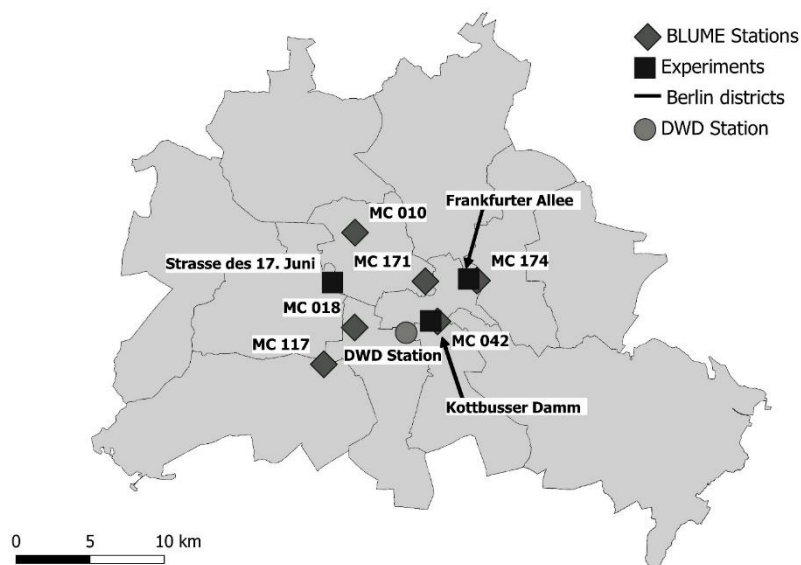 BLUME Stations
Experiments
Berlin districts
DWD Station
Frankfurter Allee
MC 010
Strasse des 17. Juni
MC 171
MC 174
MC 018
MC 117
DWD Station
MC 042
Kottbusser Damm
0 5 10 km